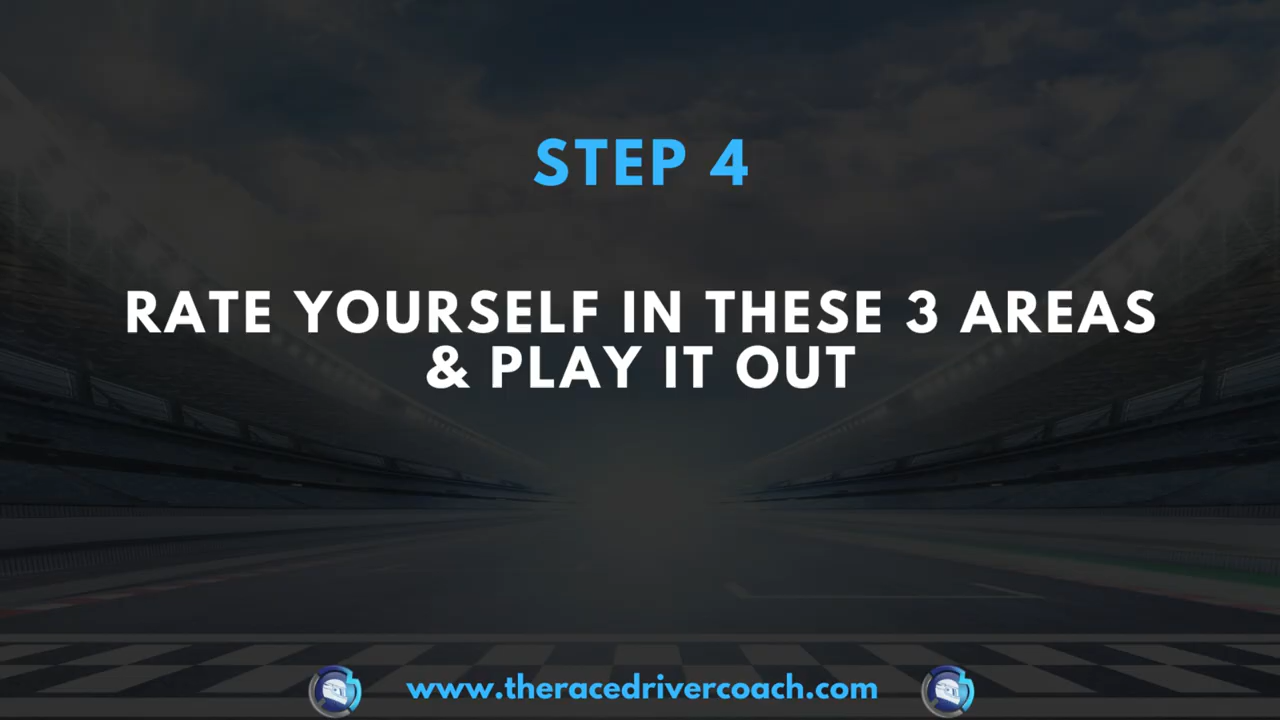 STEP 4
RATE YOURSELF IN THESE 3 AREAS
& PLAY IT OUT
www.theracedrivercoach.com